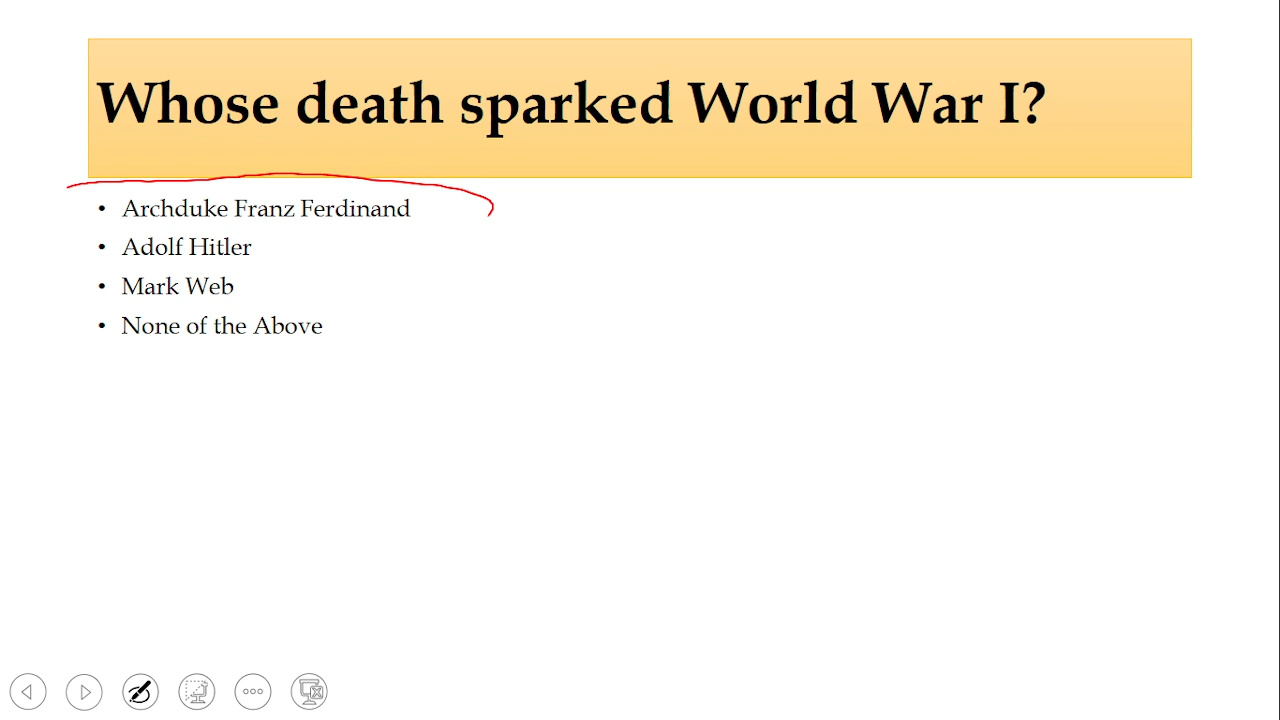 Whose death sparked World War I?
• Archduke Franz Ferdinand
• Adolf Hitler
• Mark Web
• None of the Above